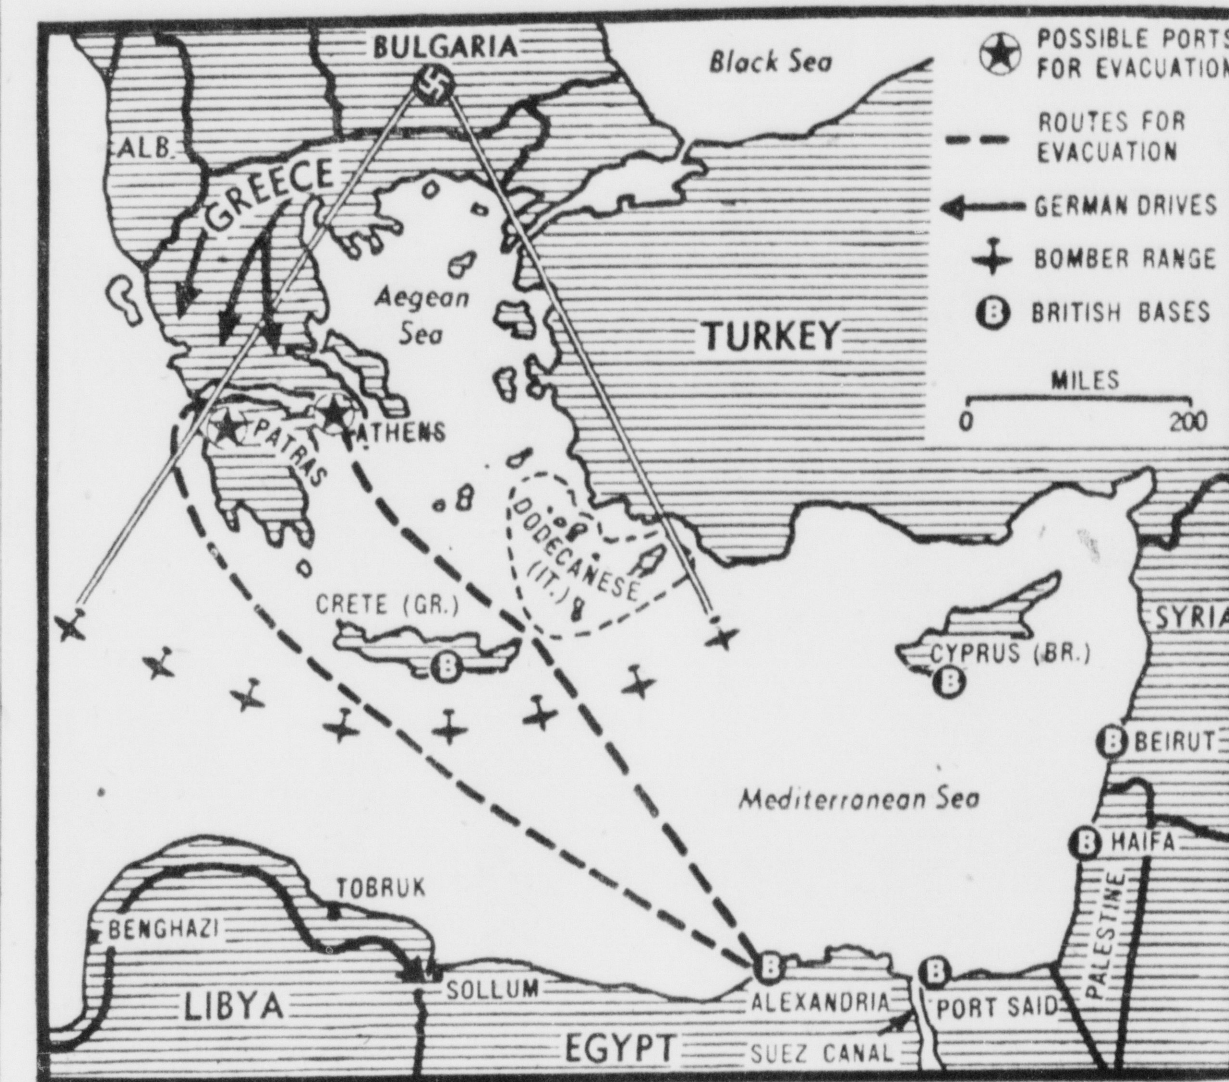 BULGARIA
Black Sea
POSSIBLE PORTS
FOR EVACUATION
ROUTES FOR
EVACUATION
GERMAN DRIVES
BOMBER RANGE
B BRITISH BASES
MILES
0 200
ALB.
GREECE
Aegean
Sea
TURKEY
PATRAS
ATHENS
DODECANESE
(IT.)
CRETE (GR.)
B
CYPRUS (BR.)
B
SYRIA
B BEIRUT
Mediterranean Sea
B HAIFA
PALESTINE
TOBRUK
BENGHAZI
LIBYA
SOLLUM
B
ALEXANDRIA
B
PORT SAID
EGYPT
SUEZ CANAL